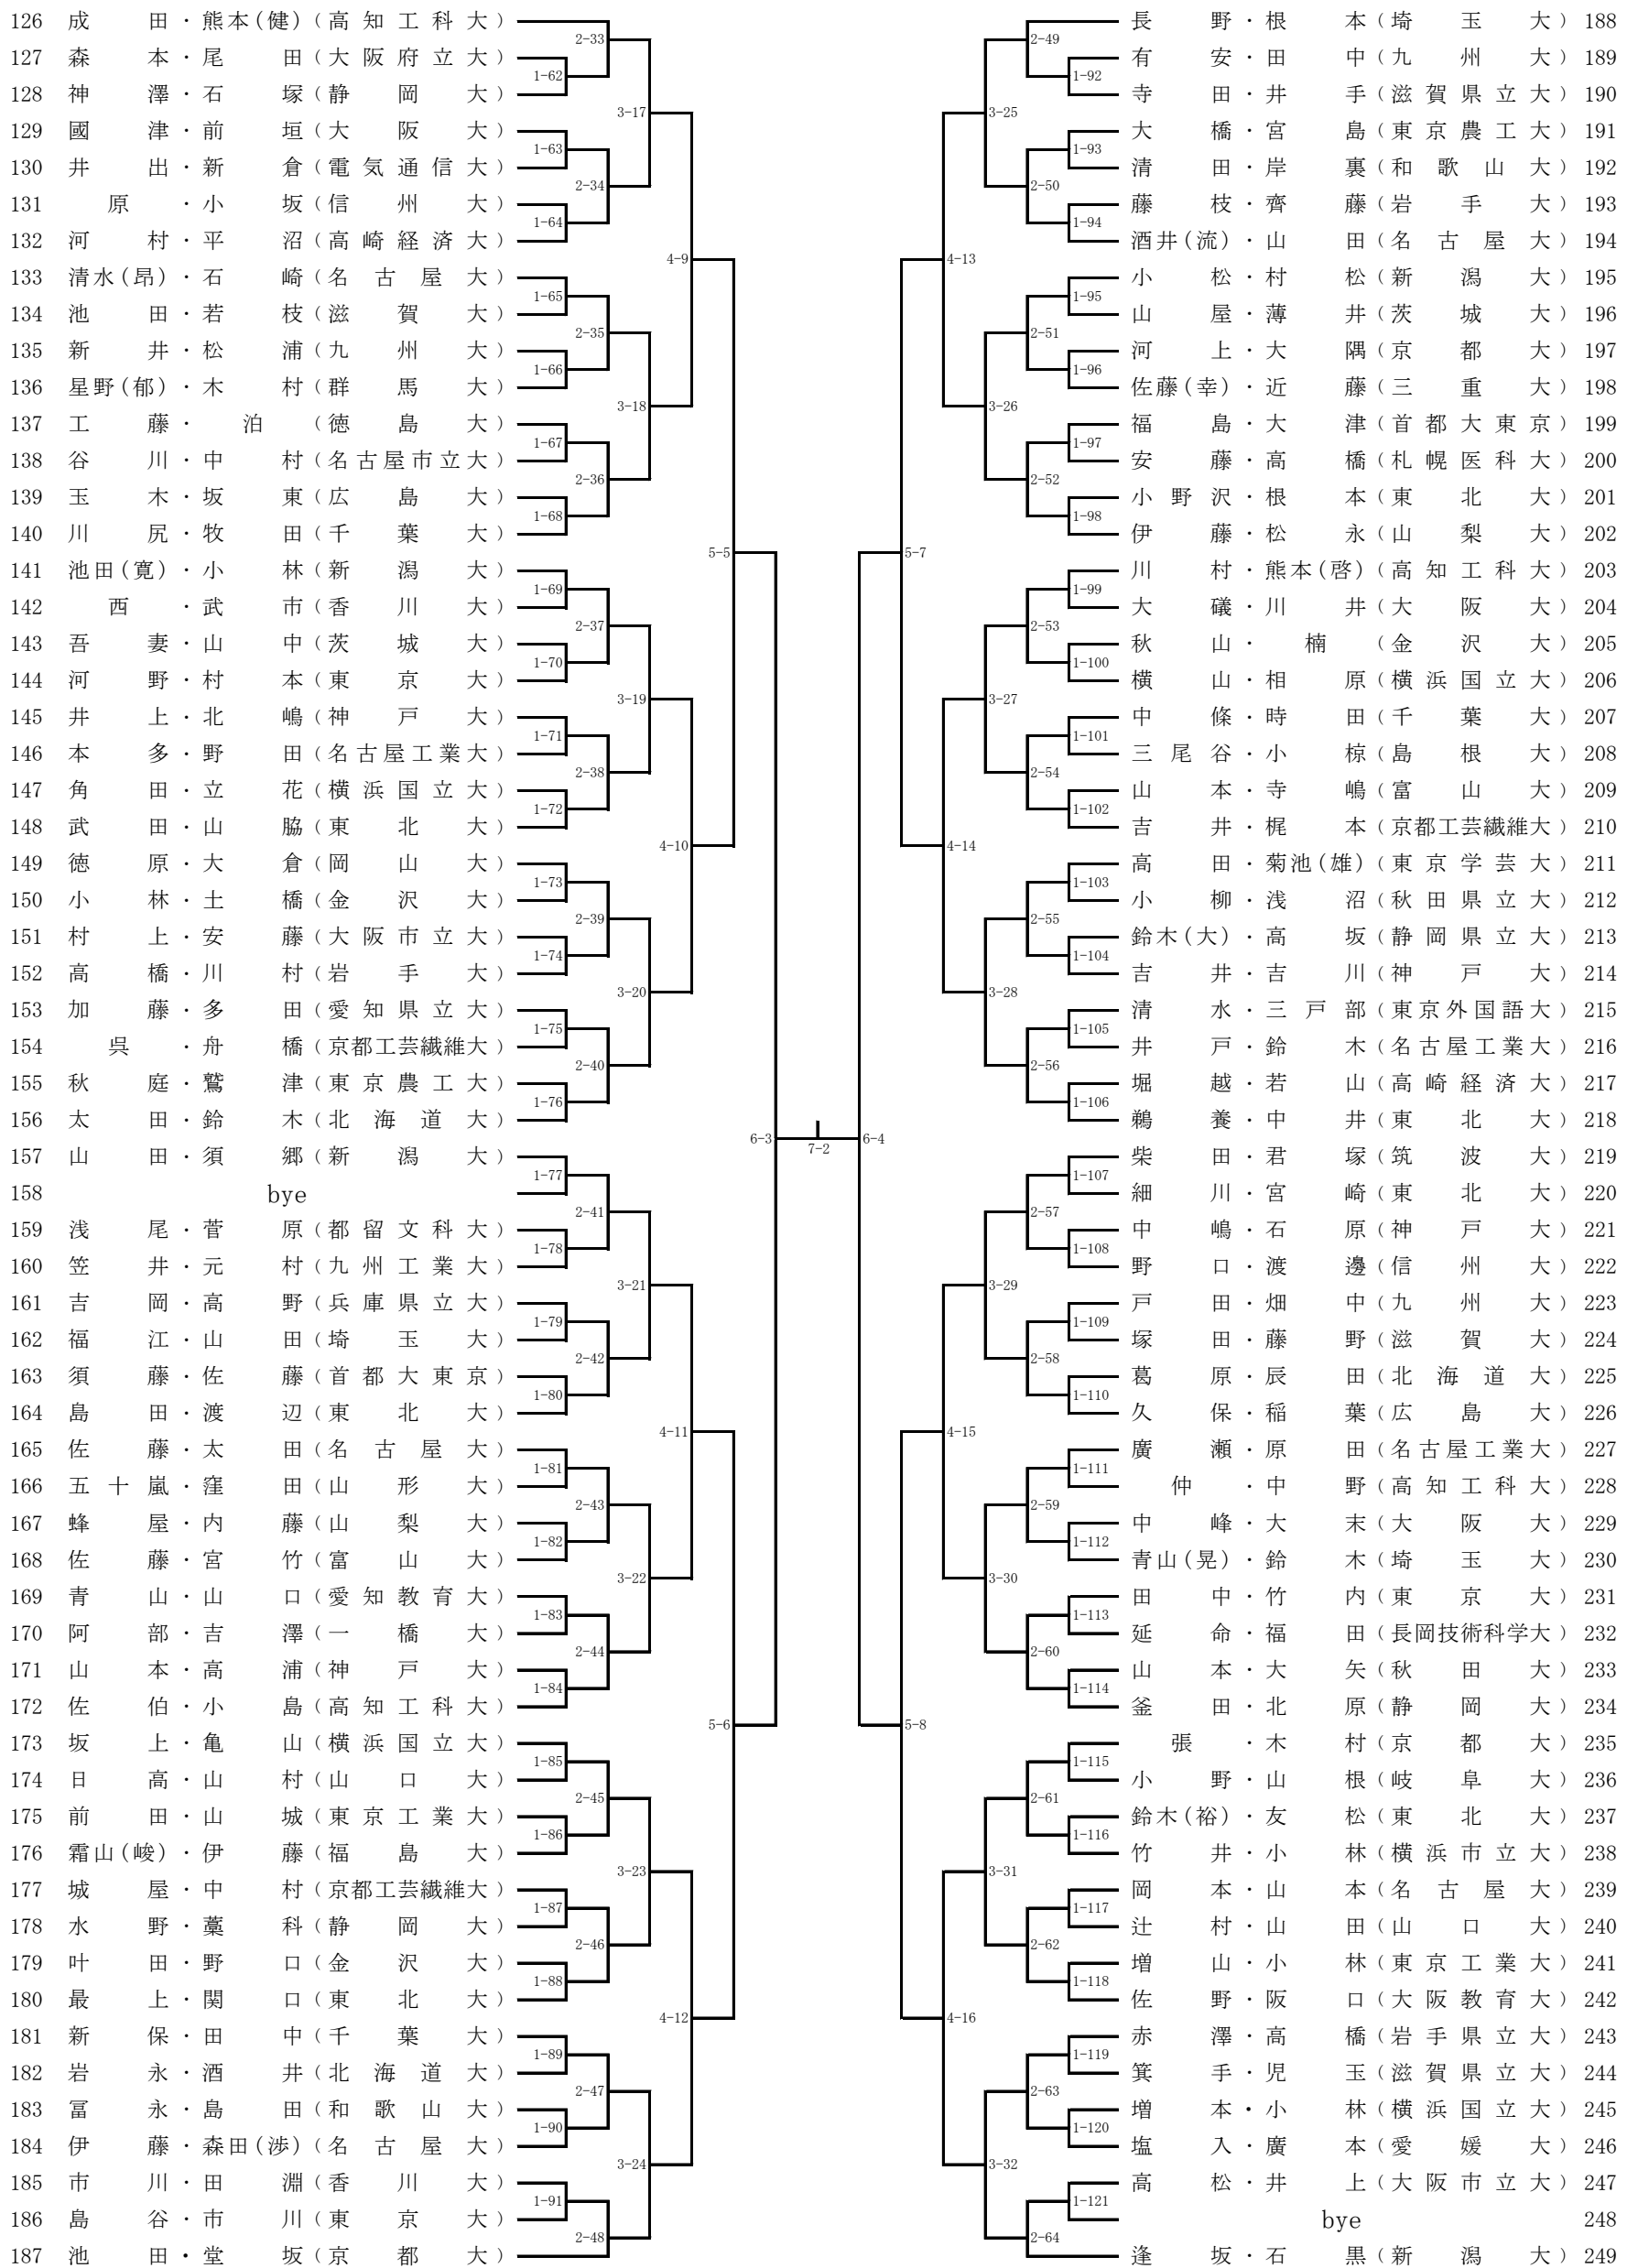 126 成田・熊本(健)(高知工科大)
127 森本・尾田(大阪府立大)
128 神澤・石塚(静岡大)
129 國津・前垣(大阪大)
130 井出・新倉(電気通信大)
131 原・小坂(信州大)
132 河村・平沼(高崎経済大)
133 清水(昂)・石崎(名古屋大)
134 池田・若枝(滋賀大)
135 新井・松浦(九州大)
136 星野(郁)・木村(群馬大)
137 工藤・泊(徳島大)
138 谷川・中村(名古屋市立大)
139 玉木・坂東(広島大)
140 川尻・牧田(千葉大)
141 池田(寛)・小林(新潟大)
142 西・武市(香川大)
143 吾妻・山中(茨城大)
144 河野・村本(東京大)
145 井上・北嶋(神戸大)
146 本多・野田(名古屋工業大)
147 角田・立花(横浜国立大)
148 武田・山脇(東北大)
149 徳原・大倉(岡山大)
150 小林・土橋(金沢大)
151 村上・安藤(大阪市立大)
152 高橋・川村(岩手大)
153 加藤・多田(愛知県立大)
154 呉・舟橋(京都工芸繊維大)
155 秋庭・鷲津(東京農工大)
156 太田・鈴木(北海道大)
157 山田・須郷(新潟大)
158 bye
159 浅尾・菅原(都留文科大)
160 笠井・元村(九州工業大)
161 吉岡・高野(兵庫県立大)
162 福江・山田(埼玉大)
163 須藤・佐藤(首都大東京)
164 島田・渡辺(東北大)
165 佐藤・太田(名古屋大)
166 五十嵐・窪田(山形大)
167 蜂屋・内藤(山梨大)
168 佐藤・宮竹(富山大)
169 青山・山口(愛知教育大)
170 阿部・吉澤(一橋大)
171 山本・高浦(神戸大)
172 佐伯・小島(高知工科大)
173 坂上・亀山(横浜国立大)
174 日高・山村(山口大)
175 前田・山城(東京工業大)
176 霜山(峻)・伊藤(福島大)
177 城屋・中村(京都工芸繊維大)
178 水野・藁科(静岡大)
179 叶田・野口(金沢大)
180 最上・関口(東北大)
181 新保・田中(千葉大)
182 岩永・酒井(北海道大)
183 冨永・島田(和歌山大)
184 伊藤・森田(渉)(名古屋大)
185 市川・田淵(香川大)
186 島谷・市川(東京大)
187 池田・堂坂(京都大)
1-62
1-63
1-64
1-65
1-66
1-67
1-68
1-69
1-70
1-71
1-72
1-73
1-74
1-75
1-76
1-77
1-78
1-79
1-80
1-81
1-82
1-83
1-84
1-85
1-86
1-87
1-88
1-89
1-90
1-91
2-33
2-34
2-35
2-36
2-37
2-38
2-39
2-40
2-41
2-42
2-43
2-44
2-45
2-46
2-47
2-48
3-17
3-18
3-19
3-20
3-21
3-22
3-23
3-24
4-9
4-10
4-11
4-12
5-5
5-6
6-3
7-2
6-4
5-7
5-8
4-13
4-14
4-15
4-16
3-25
3-26
3-27
3-28
3-29
3-30
3-31
3-32
2-49
2-50
2-51
2-52
2-53
2-54
2-55
2-56
2-57
2-58
2-59
2-60
2-61
2-62
2-63
2-64
1-92
1-93
1-94
1-95
1-96
1-97
1-98
1-99
1-100
1-101
1-102
1-103
1-104
1-105
1-106
1-107
1-108
1-109
1-110
1-111
1-112
1-113
1-114
1-115
1-116
1-117
1-118
1-119
1-120
1-121
長野・根本(埼玉大) 188
有安・田中(九州大) 189
寺田・井手(滋賀県立大) 190
大橋・宮島(東京農工大) 191
清田・岸裏(和歌山大) 192
藤枝・齊藤(岩手大) 193
酒井(流)・山田(名古屋大) 194
小松・村松(新潟大) 195
山屋・薄井(茨城大) 196
河上・大隅(京都大) 197
佐藤(幸)・近藤(三重大) 198
福島・大津(首都大東京) 199
安藤・高橋(札幌医科大) 200
小野沢・根本(東北大) 201
伊藤・松永(山梨大) 202
川村・熊本(啓)(高知工科大) 203
大礒・川井(大阪大) 204
秋山・楠(金沢大) 205
横山・相原(横浜国立大) 206
中條・時田(千葉大) 207
三尾谷・小椋(島根大) 208
山本・寺嶋(富山大) 209
吉井・梶本(京都工芸繊維大) 210
高田・菊池(雄)(東京学芸大) 211
小柳・浅沼(秋田県立大) 212
鈴木(大)・高坂(静岡県立大) 213
吉井・吉川(神戸大) 214
清水・三戸部(東京外国語大) 215
井戸・鈴木(名古屋工業大) 216
堀越・若山(高崎経済大) 217
鵜養・中井(東北大) 218
柴田・君塚(筑波大) 219
細川・宮崎(東北大) 220
中嶋・石原(神戸大) 221
野口・渡邊(信州大) 222
戸田・畑中(九州大) 223
塚田・藤野(滋賀大) 224
葛原・辰田(北海道大) 225
久保・稲葉(広島大) 226
廣瀬・原田(名古屋工業大) 227
仲・中野(高知工科大) 228
中峰・大末(大阪大) 229
青山(晃)・鈴木(埼玉大) 230
田中・竹内(東京大) 231
延命・福田(長岡技術科学大) 232
山本・大矢(秋田大) 233
釜田・北原(静岡大) 234
張・木村(京都大) 235
小野・山根(岐阜大) 236
鈴木(裕)・友松(東北大) 237
竹井・小林(横浜市立大) 238
岡本・山本(名古屋大) 239
辻村・山田(山口大) 240
増山・小林(東京工業大) 241
佐野・阪口(大阪教育大) 242
赤澤・高橋(岩手県立大) 243
箕手・児玉(滋賀県立大) 244
増本・小林(横浜国立大) 245
塩入・廣本(愛媛大) 246
高松・井上(大阪市立大) 247
bye 248
逢坂・石黒(新潟大) 249